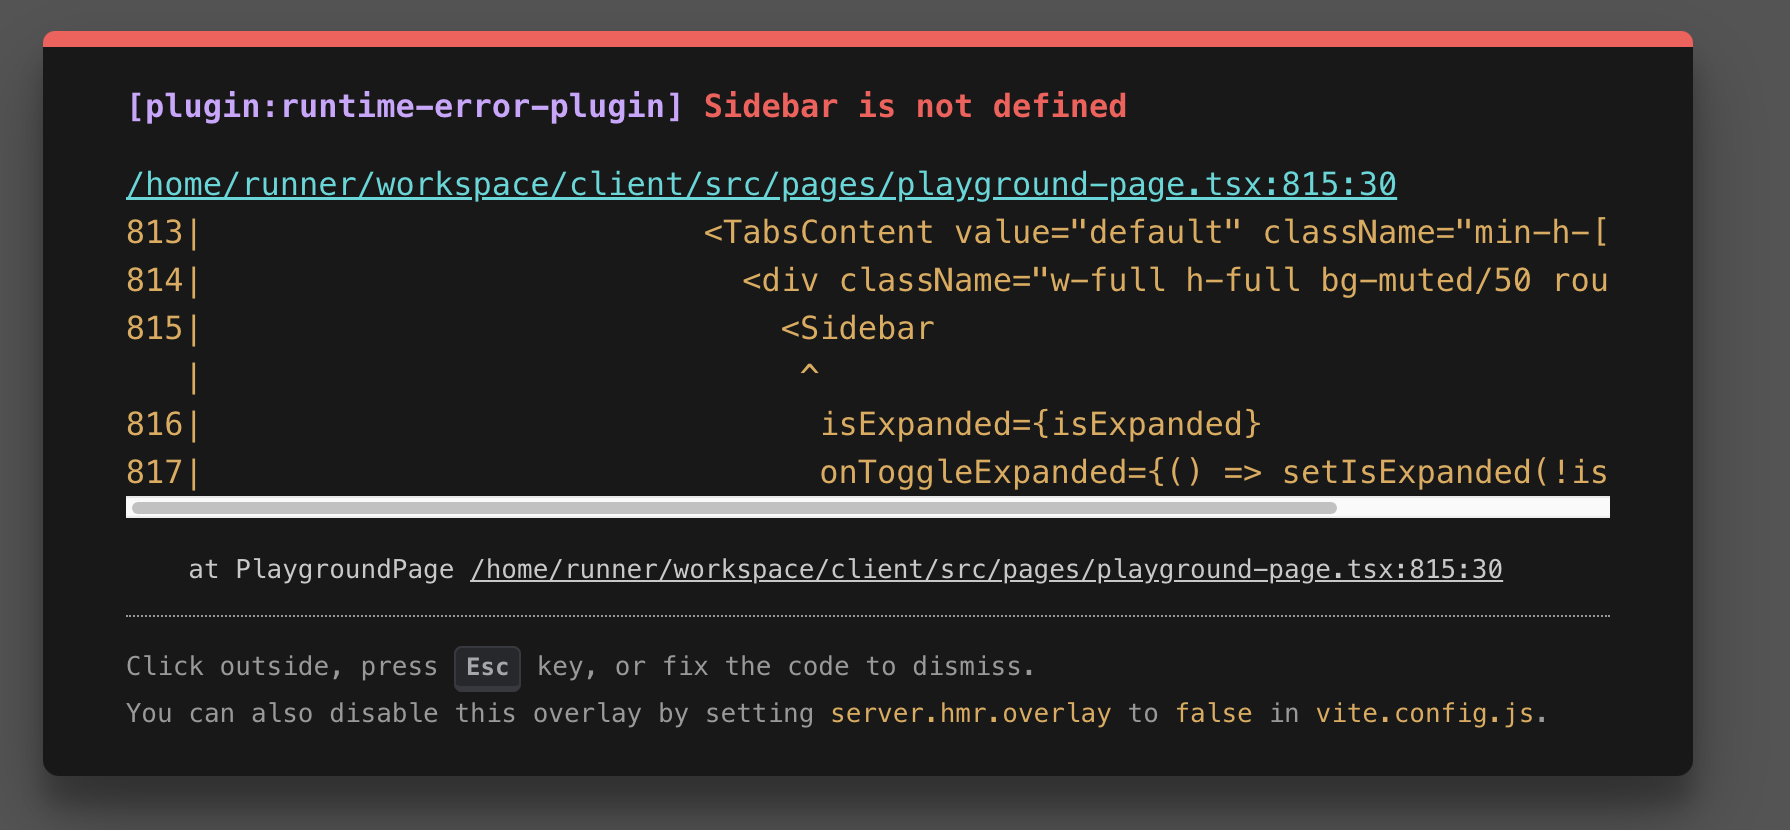 [plugin:runtime-error-plugin] Sidebar is not defined
/home/runner/workspace/client/src/pages/playground-page.tsx:815:30
813|                          <TabsContent value="default" className="min-h-[
814|                            <div className="w-full h-full bg-muted/50 rou
815|                              <Sidebar
   |                               ^
816|                                isExpanded={isExpanded}
817|                                onToggleExpanded={() => setIsExpanded(!is
at PlaygroundPage /home/runner/workspace/client/src/pages/playground-page.tsx:815:30
Click outside, press Esc key, or fix the code to dismiss.
You can also disable this overlay by setting server.hmr.overlay to false in vite.config.js.